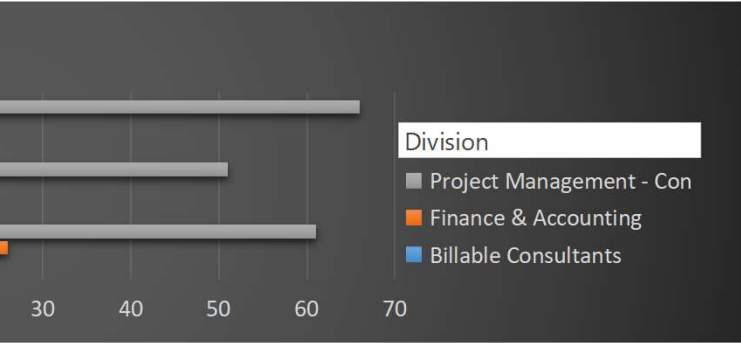 Division
Project Management - Con
Finance & Accounting
Billable Consultants
30 40 50 60 70